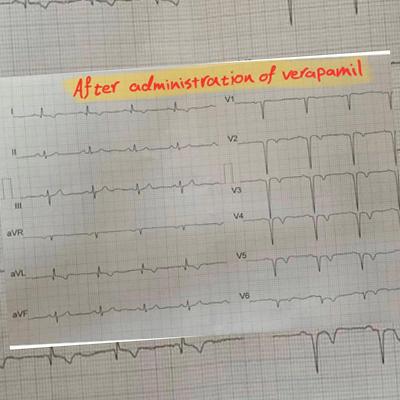 After administration of verapamil
I
V1
II
V2
III
V3
aVR
V4
aVL
V5
aVF
V6